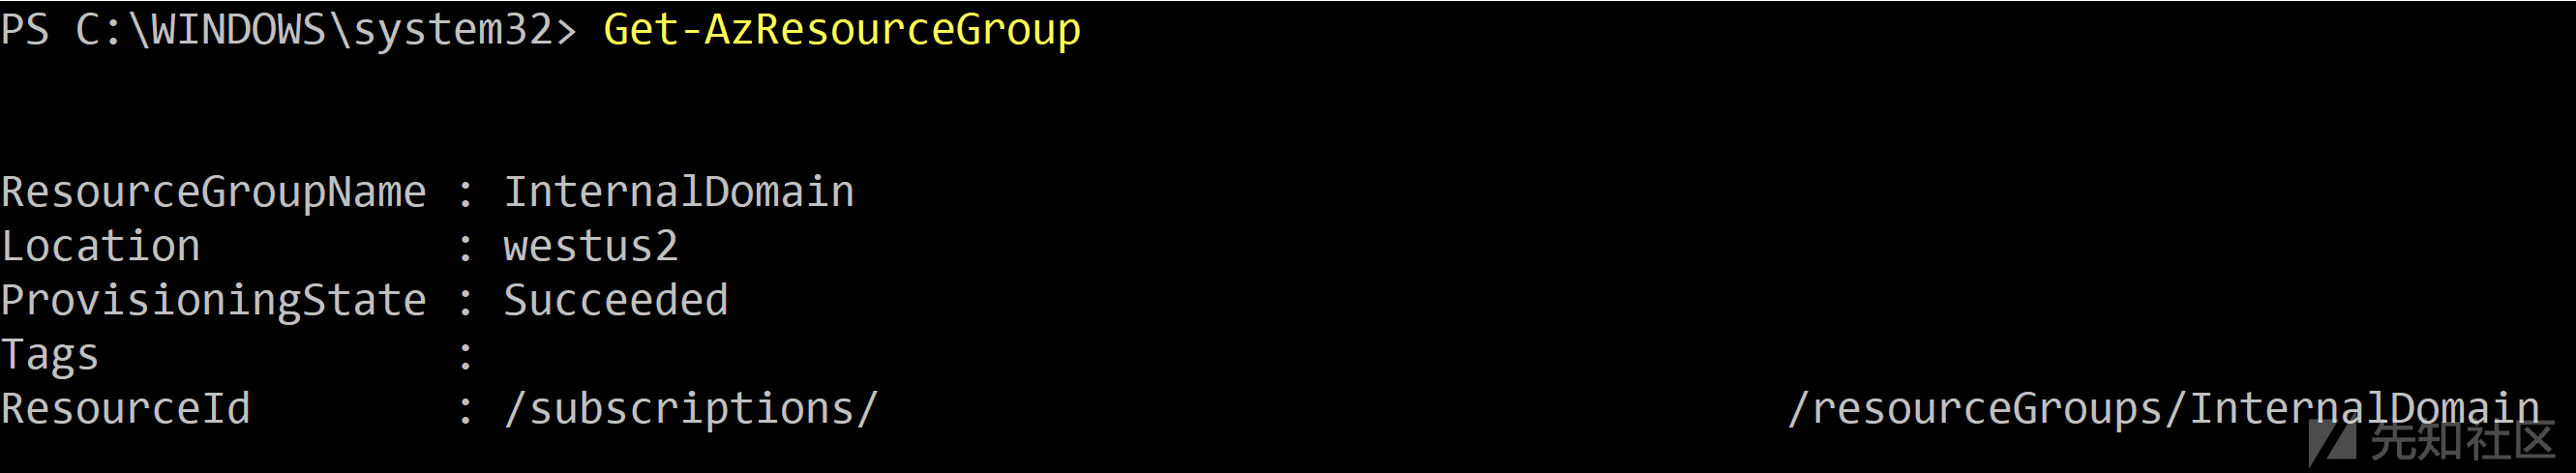 PS C:\WINDOWS\system32> Get-AzResourceGroup
ResourceGroupName : InternalDomain
Location : westus2
ProvisioningState : Succeeded
Tags :
ResourceId : /subscriptions/ /resourceGroups/InternalDomain
先知社区